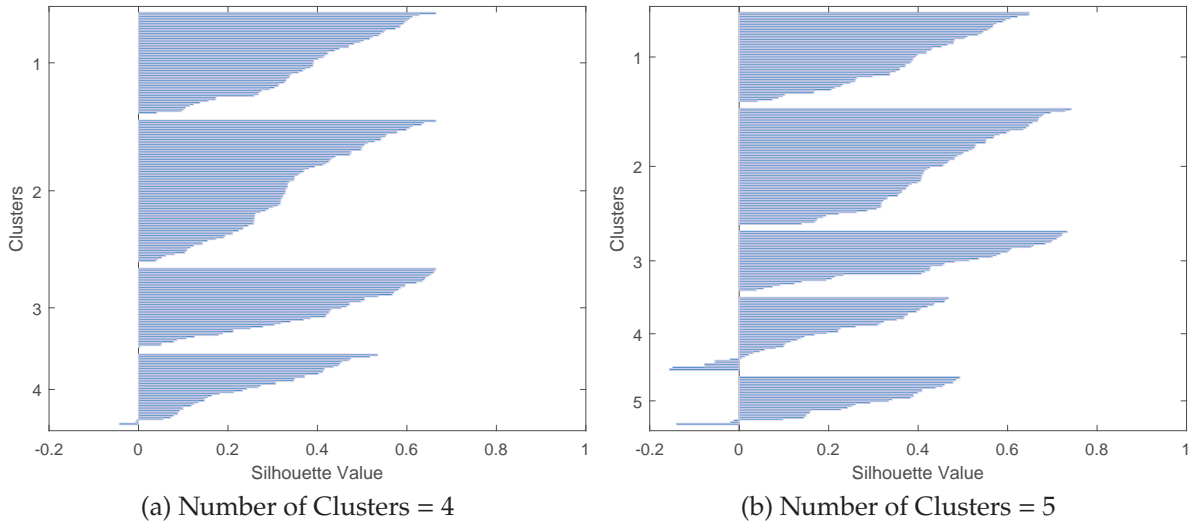 Clusters
1
2
3
4
-0.2 0 0.2 0.4 0.6 0.8 1
Silhouette Value
(a) Number of Clusters = 4
Clusters
1
2
3
4
5
-0.2 0 0.2 0.4 0.6 0.8 1
Silhouette Value
(b) Number of Clusters = 5